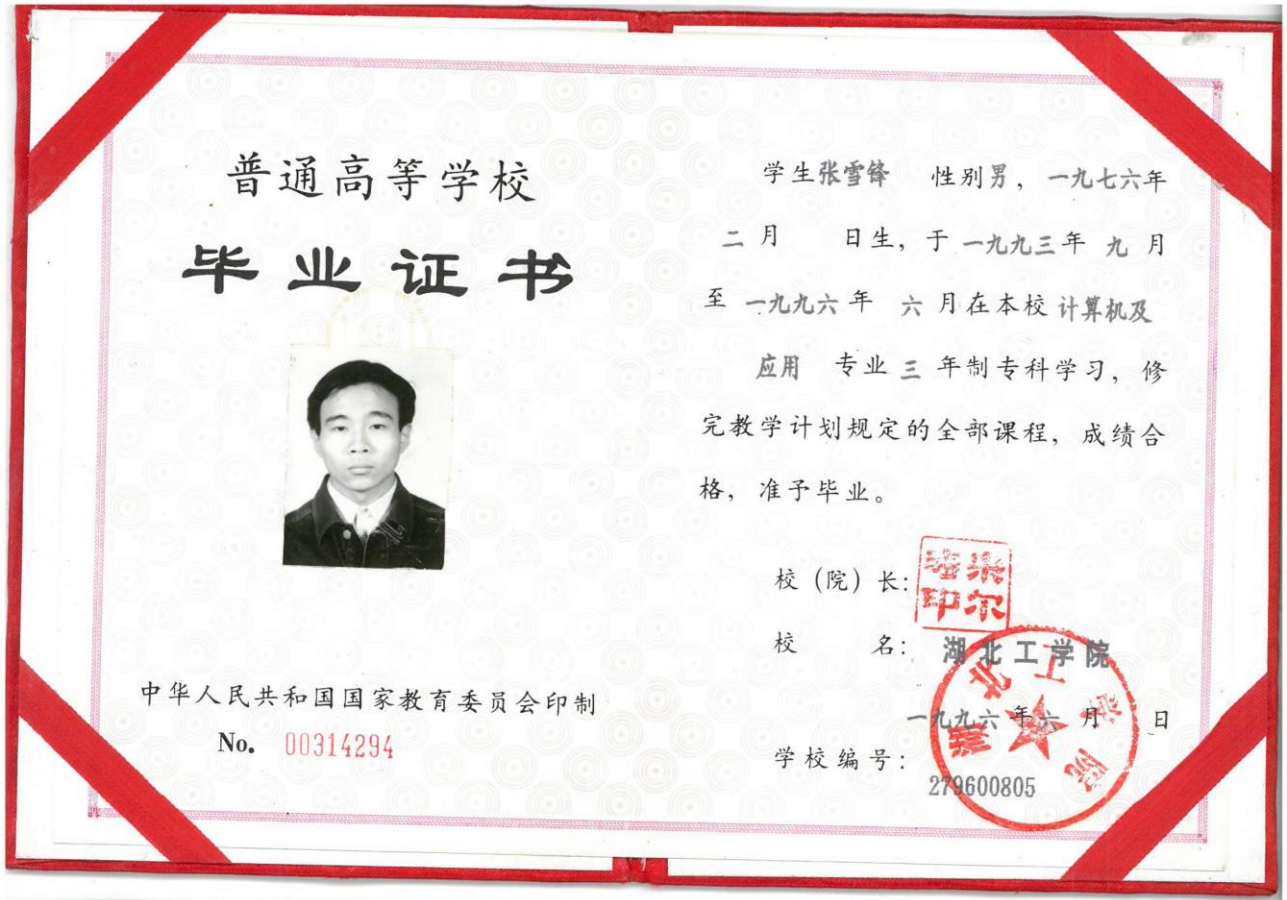 普通高等学校
毕业证书
中华人民共和国国家教育委员会印制
No. 00314294
学生张雪锋 性别男，一九七六年
二月 日生，于一九九三年九月
至一九九六年 六月在本校计算机及
应用 专业三年制专科学习，修
完教学计划规定的全部课程，成绩合
格，准予毕业。
校（院）长：
校 名：湖北工学院
一九九六年六月 日
学校编号：
279600805
湖北工学院